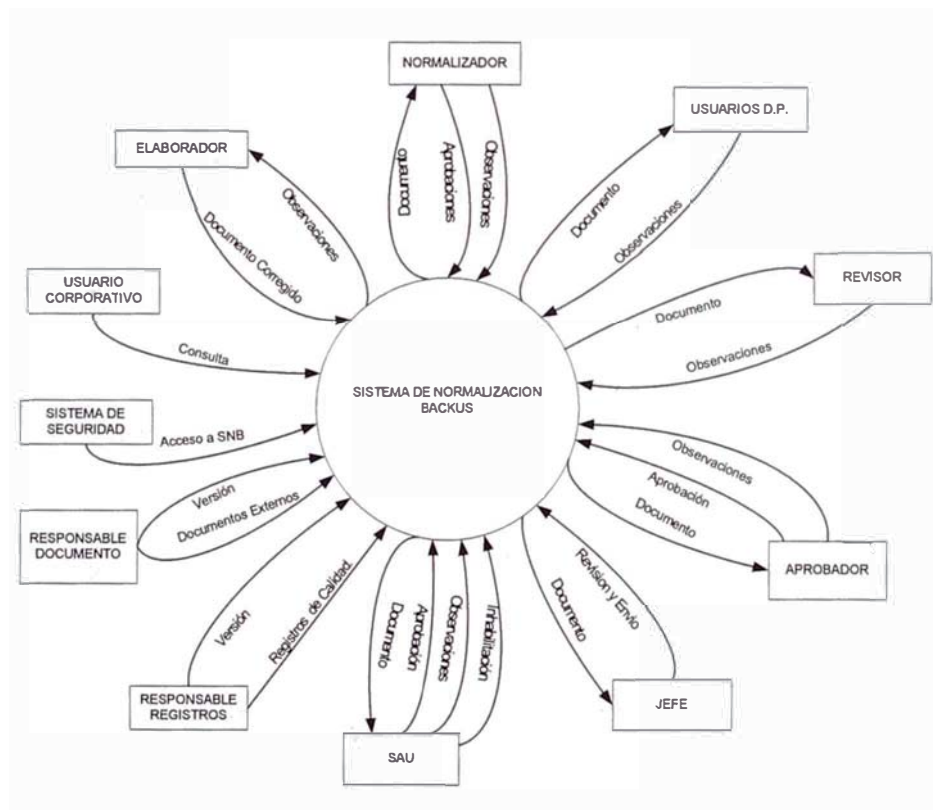 NORMALIZADOR
Documento
Aprobaciones
Observaciones
USUARIOS D.P.
Documento
Observaciones
ELABORADOR
Observaciones
Documento Corregido
REVISOR
Documento
Observaciones
USUARIO
CORPORATIVO
Consulta
SISTEMA DE NORMALIZACION
BACKUS
SISTEMA DE
SEGURIDAD
Acceso a SNB
Observaciones
Aprobación
Documento
APROBADOR
RESPONSABLE
DOCUMENTO
Versión
Documentos Externos
Revisíon y Envio
Documento
JEFE
Versión
Registros de Calidad.
RESPONSABLE
REGISTROS
Documento
Aprobación
Observaciones
Inhabilitación
SAU